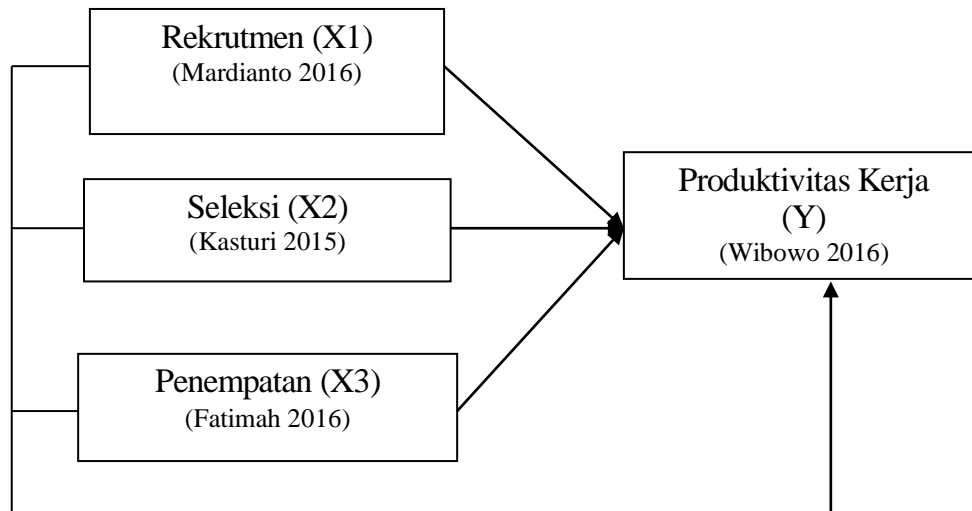 Rekrutmen (X1)
(Mardianto 2016)
Seleksi (X2)
(Kasturi 2015)
Penempatan (X3)
(Fatimah 2016)
Produktivitas Kerja
(Y)
(Wibowo 2016)